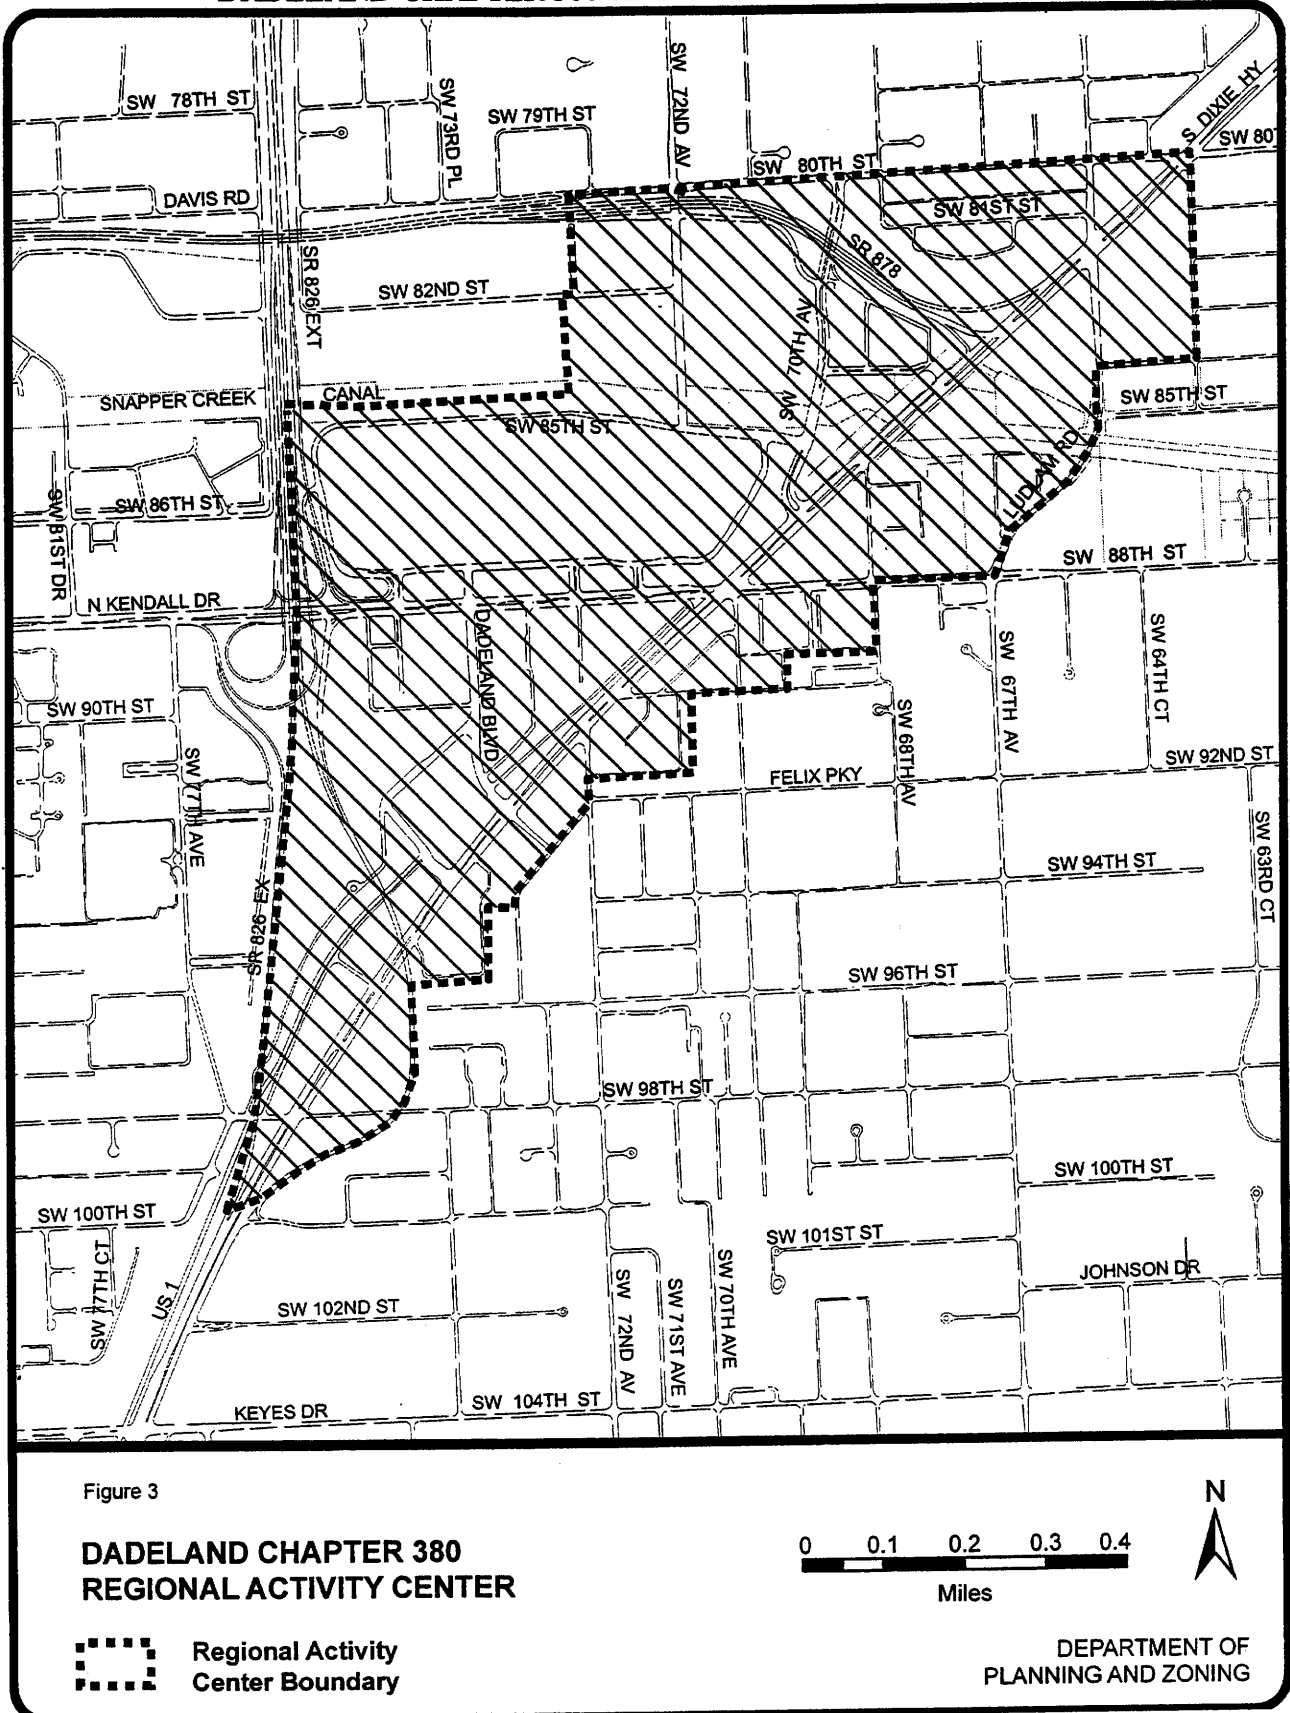 SW 78TH ST
SW 73RD PL
SW 79TH ST
SW 72ND AV
SW 80TH ST
S DIXIE HY
SW 80
DAVIS RD
SW 81ST ST
SR 878
SR 826 EXT
SW 82ND ST
SW 70TH AV
SNAPPER CREEK CANAL
SW 85TH ST
SW 85TH ST
LUDLAM RD
SW 86TH ST
SW 81ST DR
SW 88TH ST
N KENDALL DR
DADELAND BLVD
SW 67TH AV
SW 64TH CT
SW 90TH ST
SW 77TH AVE
SW 68TH AV
FELIX PKY
SW 92ND ST
SW 63RD CT
SW 94TH ST
SR 826 EX
SW 96TH ST
SW 98TH ST
SW 100TH ST
SW 100TH ST
SW 101ST ST
SW 77TH CT
US 1
SW 72ND AV
SW 71ST AVE
SW 70TH AVE
JOHNSON DR
SW 102ND ST
KEYES DR
SW 104TH ST
Figure 3
DADELAND CHAPTER 380
REGIONAL ACTIVITY CENTER
0 0.1 0.2 0.3 0.4
Miles
N
Regional Activity
Center Boundary
DEPARTMENT OF
PLANNING AND ZONING